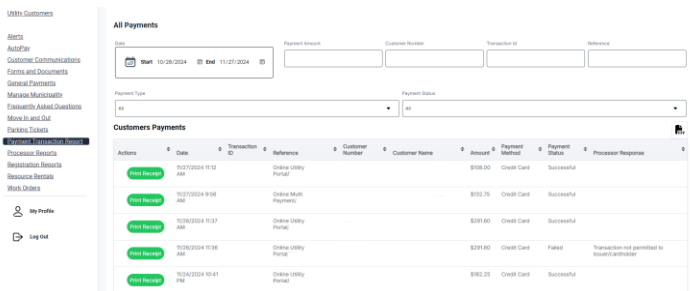 Utility Customers
Alerts
AutoPay
Customer Communications
Forms and Documents
General Payments
Manage Municipality
Frequently Asked Questions
Move In and Out
Parking Tickets
Payment Transaction Report
Processor Reports
Registration Reports
Resource Rentals
Work Orders
My Profile
Log Out
All Payments
Date Payment Amount Customer Number Transaction Id Reference
Start 10/28/2024 End 11/27/2024
Payment Type Payment Status
All All
Customers Payments
Actions Date Transaction ID Reference Customer Number Customer Name Amount Payment Method Payment Status Processor Response
Print Receipt 11/27/2024 11:12 AM Online Utility Portal/ $108.00 Credit Card Successful
Print Receipt 11/27/2024 9:56 AM Online Multi Payment/ $132.75 Credit Card Successful
Print Receipt 11/26/2024 11:37 AM Online Utility Portal/ $291.60 Credit Card Successful
Print Receipt 11/26/2024 11:36 AM Online Utility Portal/ $291.60 Credit Card Failed Transaction not permitted to issuer/cardholder
Print Receipt 11/24/2024 10:41 PM Online Utility Portal/ $162.25 Credit Card Successful